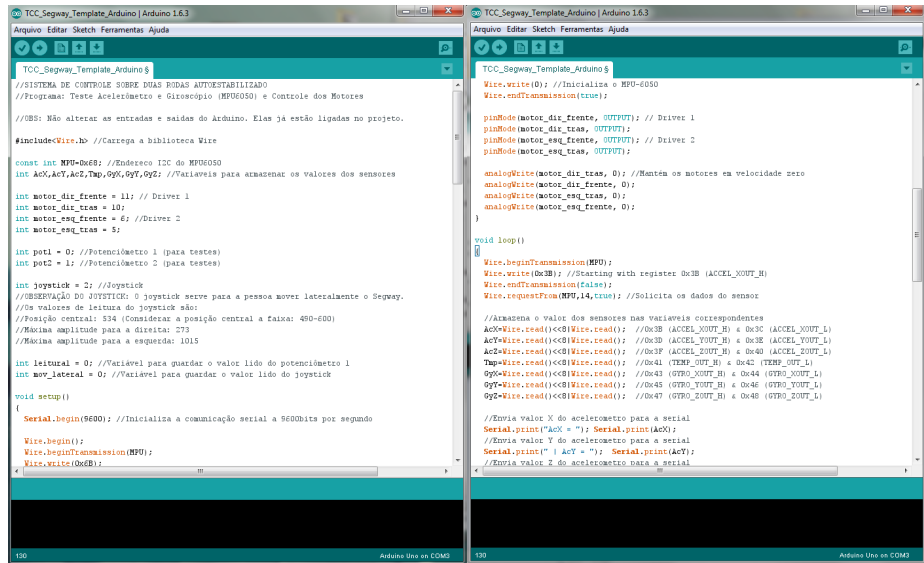 TCC_Segway_Template_Arduino | Arduino 1.6.3
Arquivo Editar Sketch Ferramentas Ajuda
TCC_Segway_Template_Arduino §
//SISTEMA DE CONTROLE SOBRE DUAS RODAS AUTOESTABILIZADO
//Programa: Teste Acelerômetro e Giroscópio (MPU6050) e Controle dos Motores
//OBS: Não alterar as entradas e saidas do Arduino. Elas já estão ligadas no projeto.
#include<Wire.h> //Carrega a biblioteca Wire
const int MPU=0x68; //Endereco I2C do MPU6050
int AcX,AcY,AcZ,Tmp,GyX,GyY,GyZ; //Variaveis para armazenar os valores dos sensores
int motor_dir_frente = 11; // Driver 1
int motor_dir_tras = 10;
int motor_esq_frente = 6; //Driver 2
int motor_esq_tras = 5;
int pot1 = 0; //Potenciômetro 1 (para testes)
int pot2 = 1; //Potenciômetro 2 (para testes)
int joystick = 2; //Joystick
//OBSERVAÇÃO DO JOYSTICK: O joystick serve para a pessoa mover lateralmente o Segway.
//Os valores de leitura do joystick são:
//Posição central: 534 (Considerar a posição central a faixa: 490-600)
//Máxima amplitude para a direita: 273
//Máxima amplitude para a esquerda: 1015
int leitura1 = 0; //Variável para guardar o valor lido do potenciômetro 1
int mov_lateral = 0; //Variável para guardar o valor lido do joystick
void setup()
{
Serial.begin(9600); //Inicializa a comunicação serial a 9600bits por segundo
Wire.begin();
Wire.beginTransmission(MPU);
Wire.write(0x6B);
130
Arduino Uno on COM3
TCC_Segway_Template_Arduino | Arduino 1.6.3
Arquivo Editar Sketch Ferramentas Ajuda
TCC_Segway_Template_Arduino §
Wire.write(0); //Inicializa o MPU-6050
Wire.endTransmission(true);
pinMode(motor_dir_frente, OUTPUT); // Driver 1
pinMode(motor_dir_tras, OUTPUT);
pinMode(motor_esq_frente, OUTPUT); // Driver 2
pinMode(motor_esq_tras, OUTPUT);
analogWrite(motor_dir_tras, 0); //Mantém os motores em velocidade zero
analogWrite(motor_dir_frente, 0);
analogWrite(motor_esq_tras, 0);
analogWrite(motor_esq_frente, 0);
}
void loop()
{
Wire.beginTransmission(MPU);
Wire.write(0x3B); //Starting with register 0x3B (ACCEL_XOUT_H)
Wire.endTransmission(false);
Wire.requestFrom(MPU,14,true); //Solicita os dados do sensor
//Armazena o valor dos sensores nas variaveis correspondentes
AcX=Wire.read()<<8|Wire.read(); //0x3B (ACCEL_XOUT_H) & 0x3C (ACCEL_XOUT_L)
AcY=Wire.read()<<8|Wire.read(); //0x3D (ACCEL_YOUT_H) & 0x3E (ACCEL_YOUT_L)
AcZ=Wire.read()<<8|Wire.read(); //0x3F (ACCEL_ZOUT_H) & 0x40 (ACCEL_ZOUT_L)
Tmp=Wire.read()<<8|Wire.read(); //0x41 (TEMP_OUT_H) & 0x42 (TEMP_OUT_L)
GyX=Wire.read()<<8|Wire.read(); //0x43 (GYRO_XOUT_H) & 0x44 (GYRO_XOUT_L)
GyY=Wire.read()<<8|Wire.read(); //0x45 (GYRO_YOUT_H) & 0x46 (GYRO_YOUT_L)
GyZ=Wire.read()<<8|Wire.read(); //0x47 (GYRO_ZOUT_H) & 0x48 (GYRO_ZOUT_L)
//Envia valor X do acelerometro para a serial
Serial.print("AcX = "); Serial.print(AcX);
//Envia valor Y do acelerometro para a serial
Serial.print(" | AcY = "); Serial.print(AcY);
//Envia valor Z do acelerometro para a serial
130
Arduino Uno on COM3